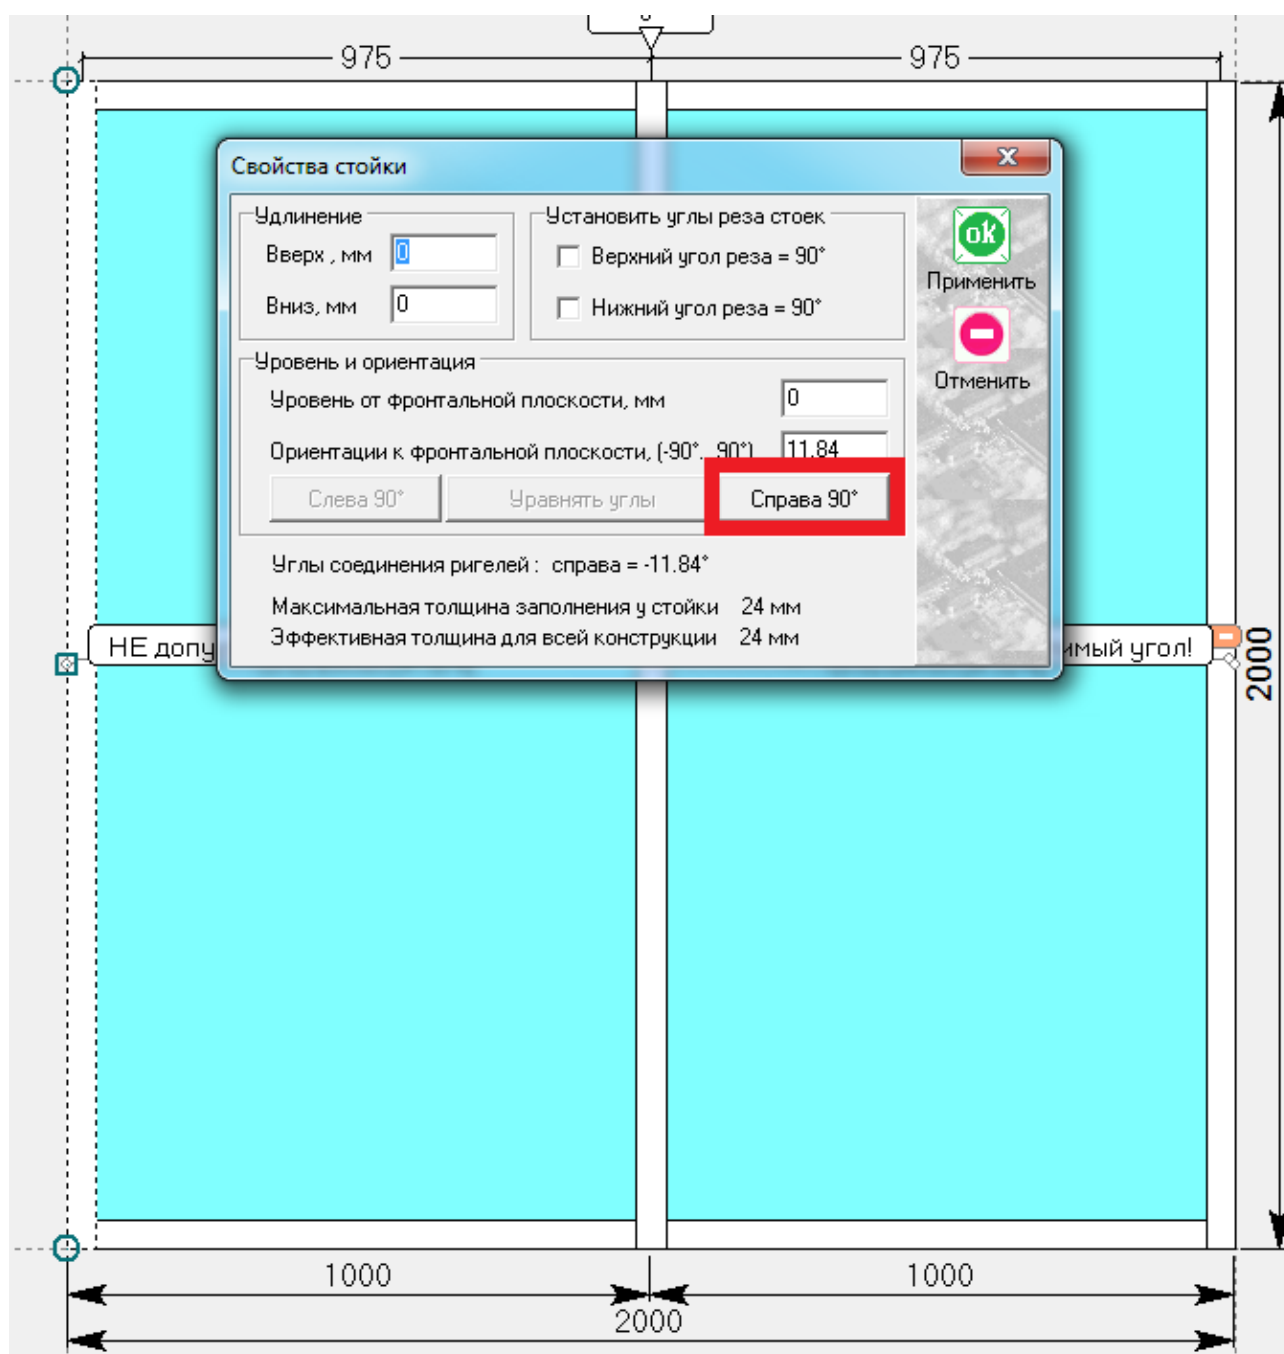 975
975
Свойства стойки
Удлинение
Вверх , мм
0
Вниз, мм
0
Установить углы реза стоек
Верхний угол реза = 90°
Нижний угол реза = 90°
ok
Применить
Отменить
Уровень и ориентация
Уровень от фронтальной плоскости, мм
0
Ориентации к фронтальной плоскости, (-90°.. 90°)
11.84
Слева 90°
Уравнять углы
Справа 90°
Углы соединения ригелей : справа = -11.84°
Максимальная толщина заполнения у стойки 24 мм
Эффективная толщина для всей конструкции 24 мм
НЕ допу
имый угол!
2000
1000
1000
2000